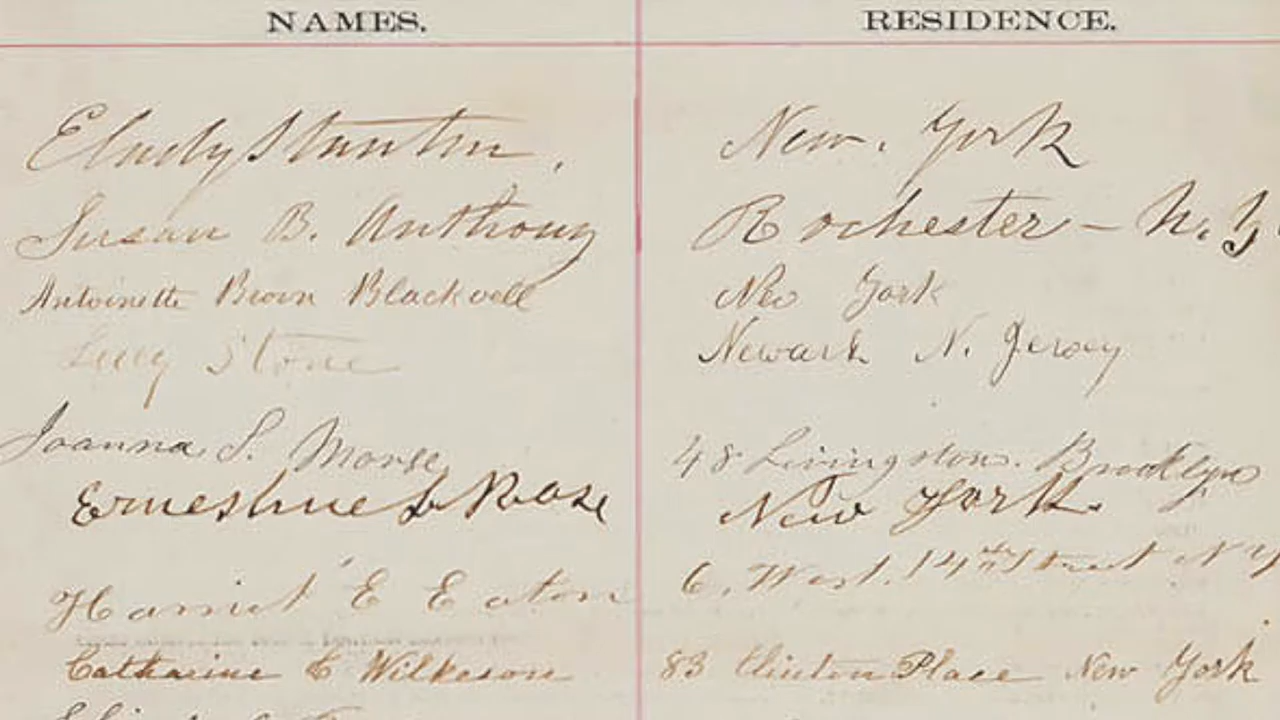 NAMES. RESIDENCE.
E Cady Stanton, New. York
Susan B. Anthony Rochester - N. Y.
Antoinette Brown Blackwell New York
Lucy Stone Newark N. Jersey
Joanna S. Morse 48 Livingston. Brooklyn
Ernestine L Rose New York.
Harriet E Eaton 6. West. 14th Street N Y
Catharine C Wilkeson 83 Clinton Place New York